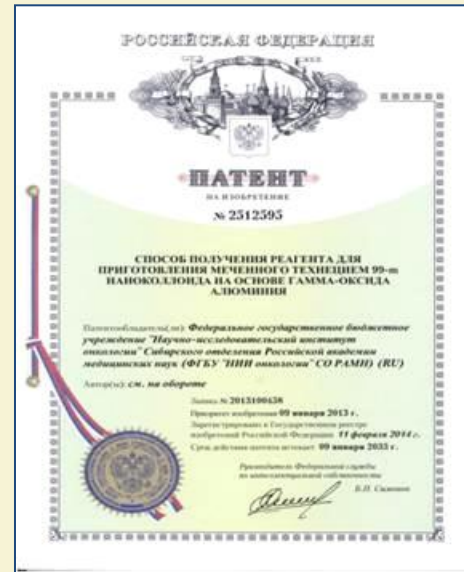 РОССИЙСКАЯ ФЕДЕРАЦИЯ
ПАТЕНТ
НА ИЗОБРЕТЕНИЕ
№ 2512595
СПОСОБ ПОЛУЧЕНИЯ РЕАГЕНТА ДЛЯ
ПРИГОТОВЛЕНИЯ МЕЧЕННОГО ТЕХНЕЦИЕМ 99-m
НАНОКОЛЛОИДА НА ОСНОВЕ ГАММА-ОКСИДА
АЛЮМИНИЯ
Патентообладатель(ли): Федеральное государственное бюджетное
учреждение "Научно-исследовательский институт
онкологии" Сибирского отделения Российской академии
медицинских наук (ФГБУ "НИИ онкологии" СО РАМН) (RU)
Автор(ы): см. на обороте
Заявка № 2013100458
Приоритет изобретения 09 января 2013 г.
Зарегистрировано в Государственном реестре
изобретений Российской Федерации 11 февраля 2014 г.
Срок действия патента истекает 09 января 2033 г.
Руководитель Федеральной службы
по интеллектуальной собственности
Б.П. Симонов